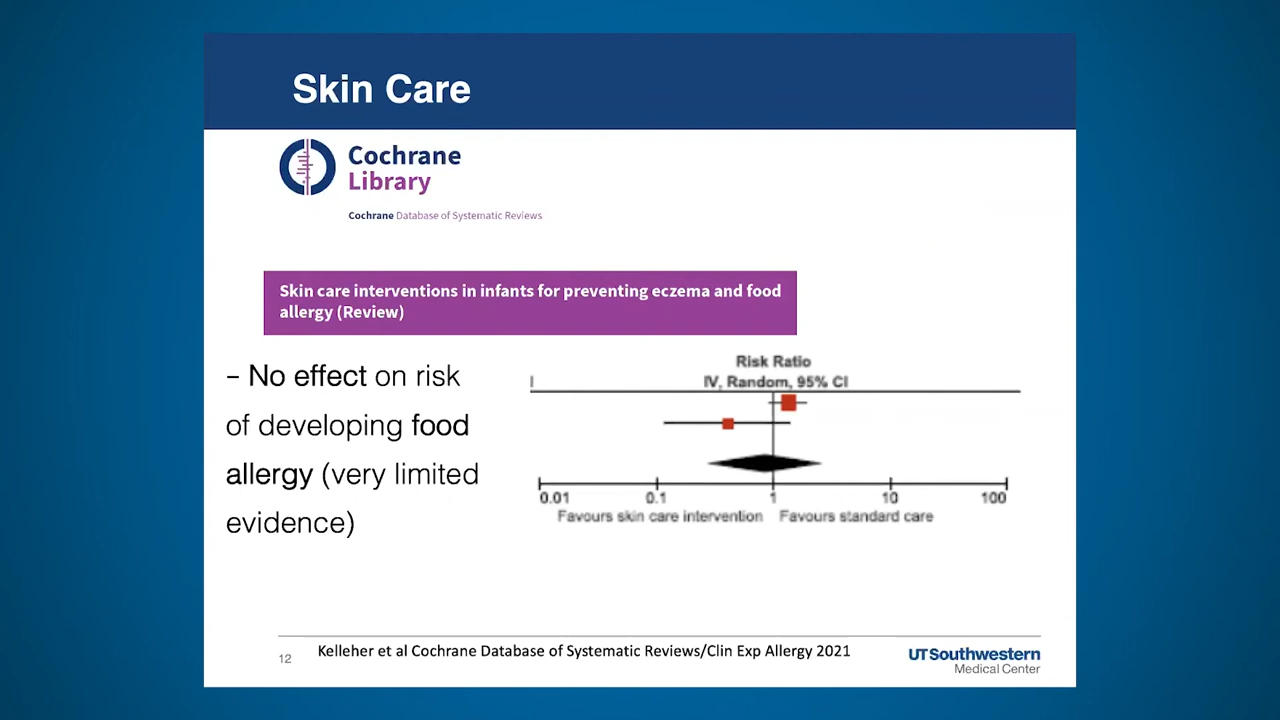 Skin Care
Cochrane
Library
Cochrane Database of Systematic Reviews
Skin care interventions in infants for preventing eczema and food
allergy (Review)
– No effect on risk
of developing food
allergy (very limited
evidence)
Risk Ratio
IV, Random, 95% CI
0.01 0.1 1 10 100
Favours skin care intervention Favours standard care
12
Kelleher et al Cochrane Database of Systematic Reviews/Clin Exp Allergy 2021
UTSouthwestern
Medical Center